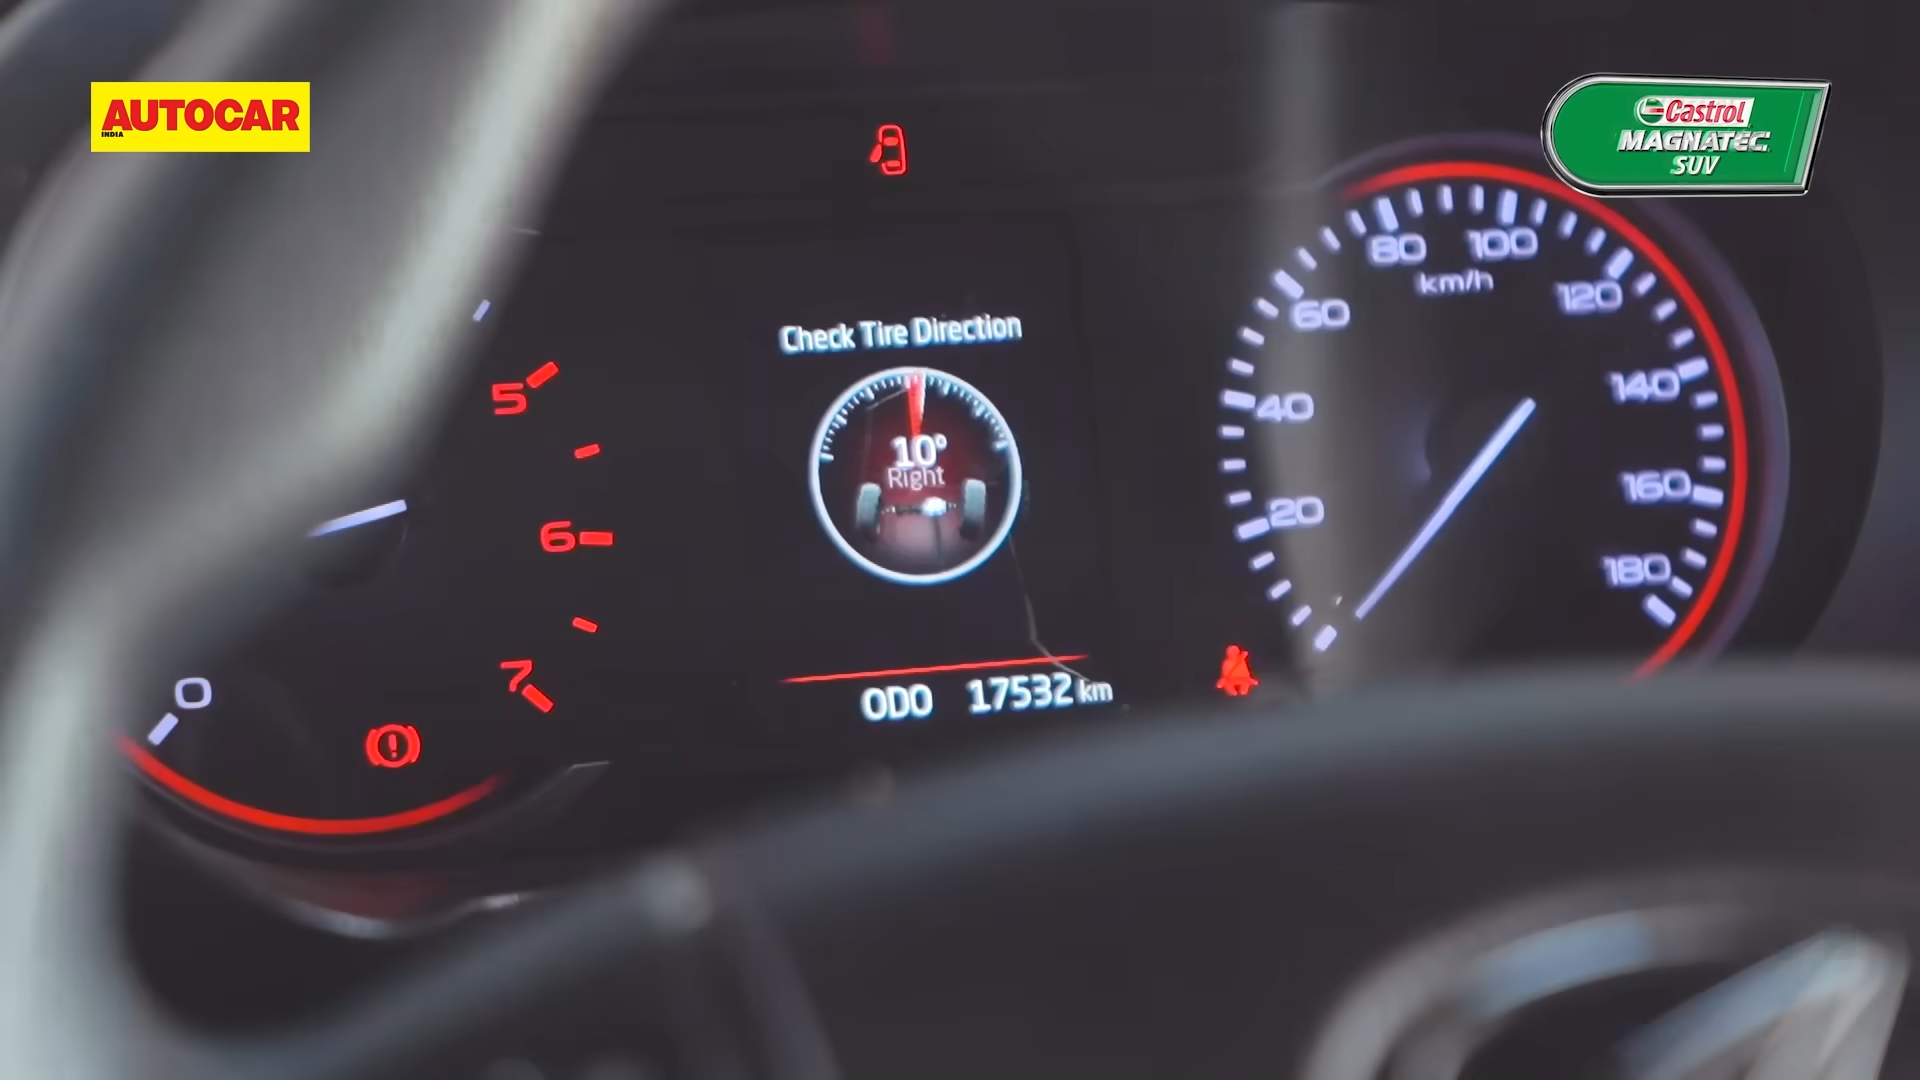 AUTOCAR
INDIA
Castrol
MAGNATEC
SUV
Check Tire Direction
10°
Right
ODO 17532 km
0
5
6
7
20
40
60
80
100
120
140
160
180
km/h